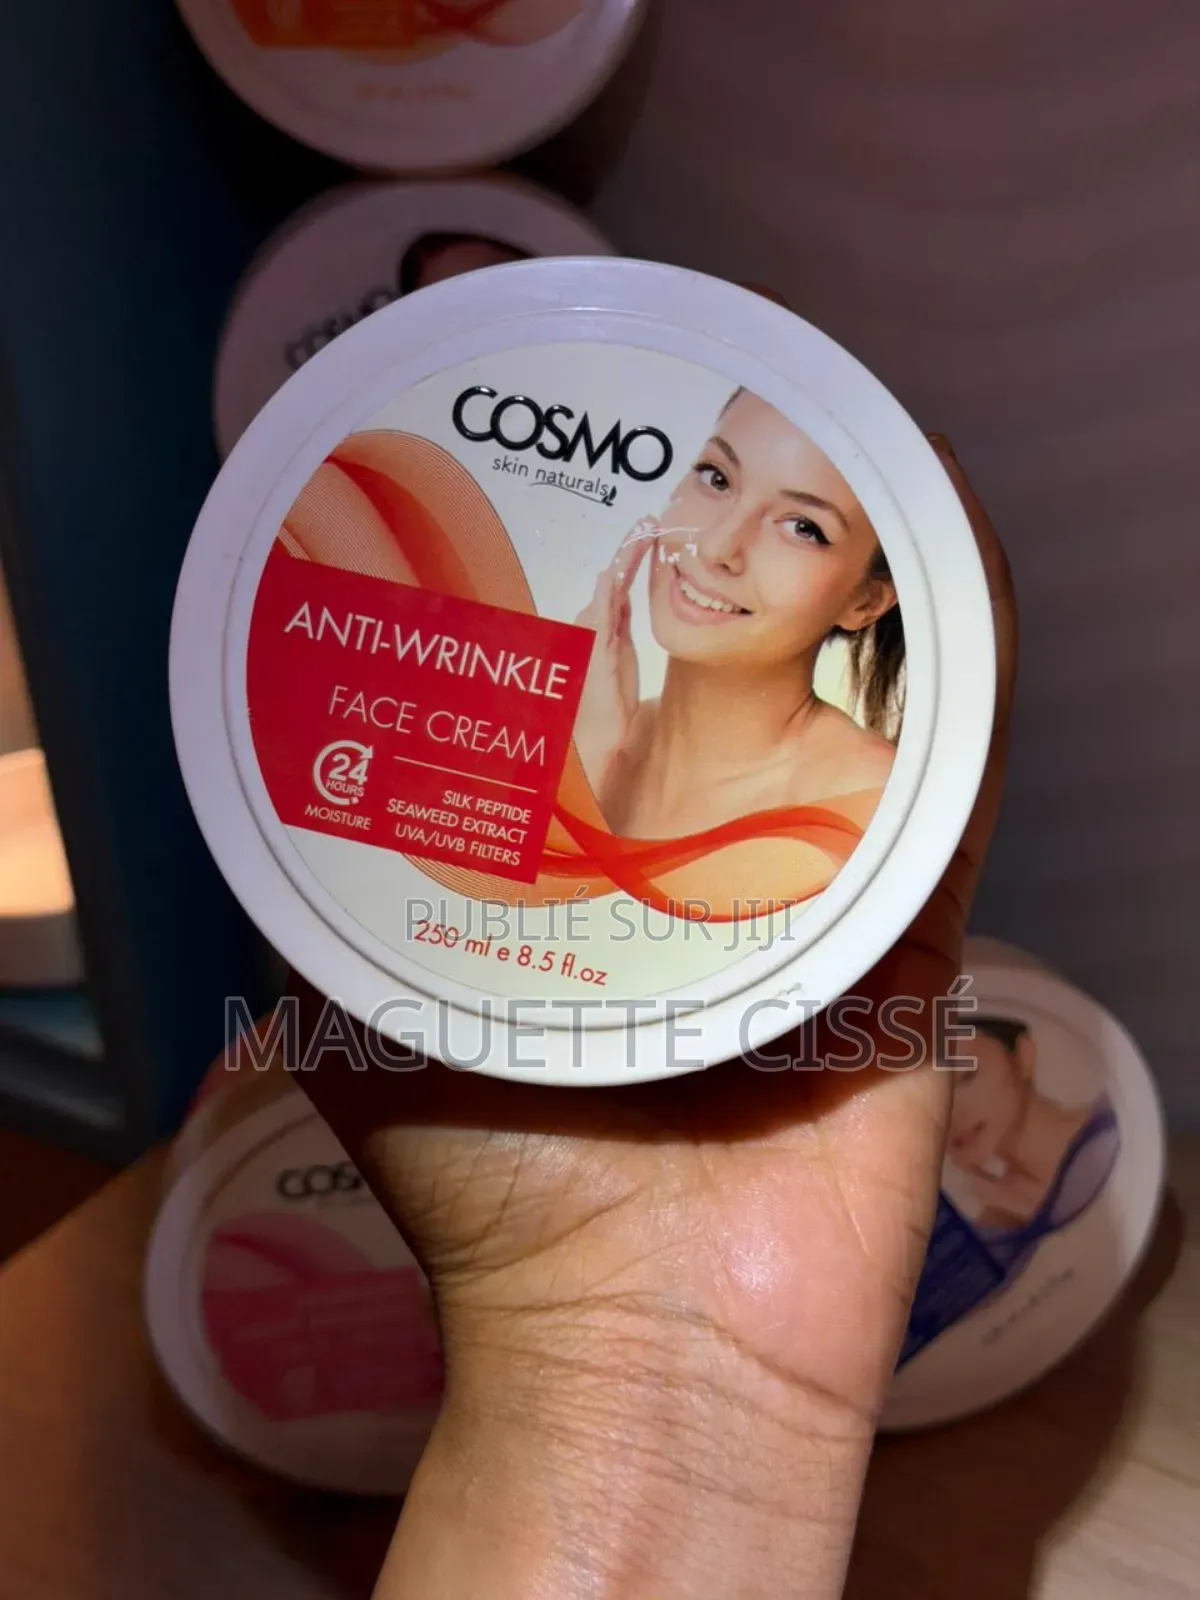 COSMO
skin naturals
ANTI-WRINKLE
FACE CREAM
24
HOURS
MOISTURE
SILK PEPTIDE
SEAWEED EXTRACT
UVA/UVB FILTERS
250 ml e 8.5 fl.oz
PUBLIÉ SUR JIJI
MAGUETTE CISSÉ